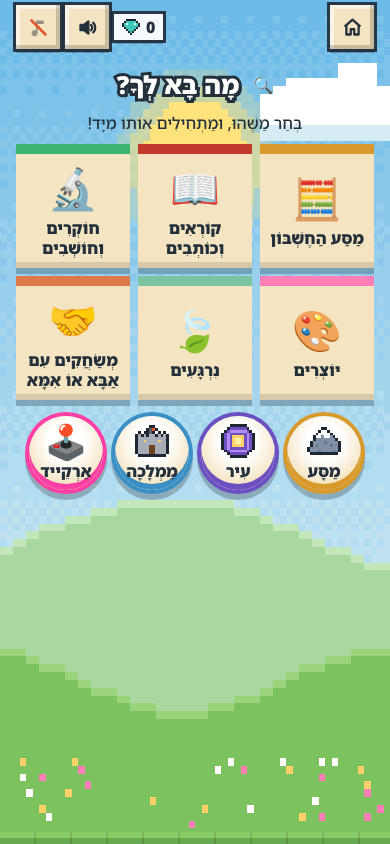 0
מָה בָּא לְךָ?
בְּחַר מַשֶּׁהוּ, וּמַתְחִילִים אוֹתוֹ מִיָּד!
מַסַּע הַחֶשְׁבּוֹן
קוֹרְאִים
וְכוֹתְבִים
חוֹקְרִים
וְחוֹשְׁבִים
יוֹצְרִים
נִרְגָּעִים
מְשַׂחֲקִים עִם
אַבָּא אוֹ אִמָּא
מַסָּע
עִיר
מַמְלָכָה
אַרְקֵייד